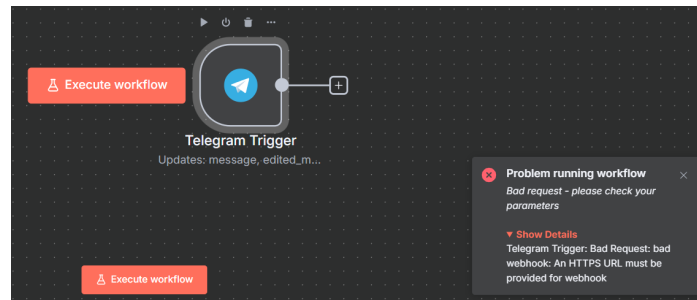 Execute workflow
Telegram Trigger
Updates: message, edited_m...
Execute workflow
Problem running workflow
Bad request - please check your
parameters
Show Details
Telegram Trigger: Bad Request: bad
webhook: An HTTPS URL must be
provided for webhook